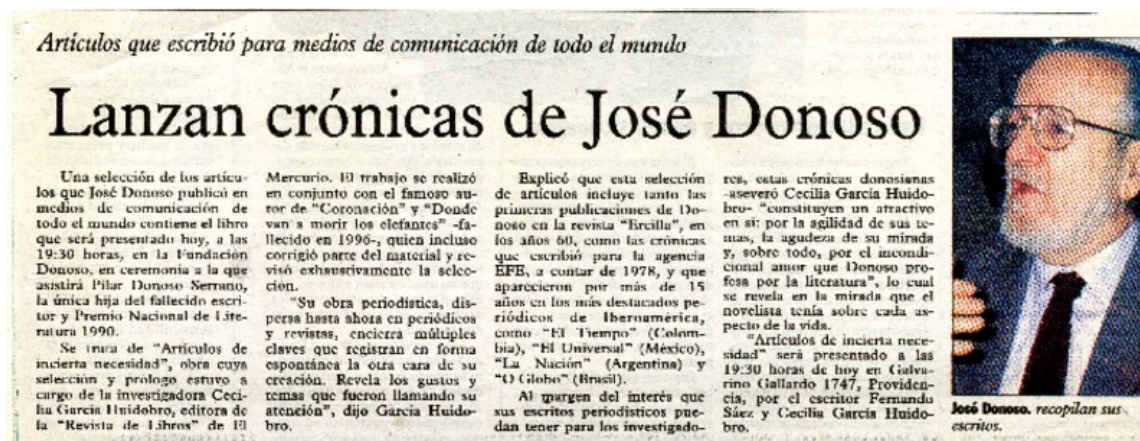 Artículos que escribió para medios de comunicación de todo el mundo
Lanzan crónicas de José Donoso
Una selección de los artícu-
los que José Donoso publicó en
medios de comunicación de
todo el mundo contiene el libro
que será presentado hoy, a las
19:30 horas, en la Fundación
Donoso, en ceremonia a la que
asistirá Pilar Donoso Serrano,
la única hija del fallecido escri-
tor y Premio Nacional de Lite-
ratura 1990.
Se trata de "Artículos de
incierta necesidad", obra cuya
selección y prólogo estuvo a
cargo de la investigadora Ceci-
lia García Huidobro, editora de
la "Revista de Libros" de El
Mercurio. El trabajo se realizó
en conjunto con el famoso au-
tor de "Coronación" y "Donde
van a morir los elefantes" -fa-
llecido en 1996-, quien incluso
corrigió parte del material y re-
visó exhaustivamente la selec-
ción.
"Su obra periodística, dis-
persa hasta ahora en periódicos
y revistas, encierra múltiples
claves que registran en forma
espontánea la otra cara de su
creación. Revela los gustos y
temas que fueron llamando su
atención", dijo García Huido-
bro.
Explicó que esta selección
de artículos incluye tanto las
primeras publicaciones de Do-
noso en la revista "Ercilla", en
los años 60, como las crónicas
que escribió para la agencia
EFE, a contar de 1978, y que
aparecieron por más de 15
años en los más destacados pe-
riódicos de Iberoamérica,
como "El Tiempo" (Colom-
bia), "El Universal" (México),
"La Nación" (Argentina) y
"O Globo" (Brasil).
Al margen del interés que
sus escritos periodísticos pue-
dan tener para los investigado-
res, estas crónicas donosianas
-aseveró Cecilia García Huido-
bro- "constituyen un atractivo
en sí: por la agilidad de sus te-
mas, la agudeza de su mirada
y, sobre todo, por el incondi-
cional amor que Donoso pro-
fesa por la literatura", lo cual
se revela en la mirada que el
novelista tenía sobre cada as-
pecto de la vida.
"Artículos de incierta nece-
sidad" será presentado a las
19:30 horas de hoy en Galva-
rino Gallardo 1747, Providen-
cia, por el escritor Fernando
Sáez y Cecilia García Huido-
bro.
José Donoso. recopilan sus
escritos.